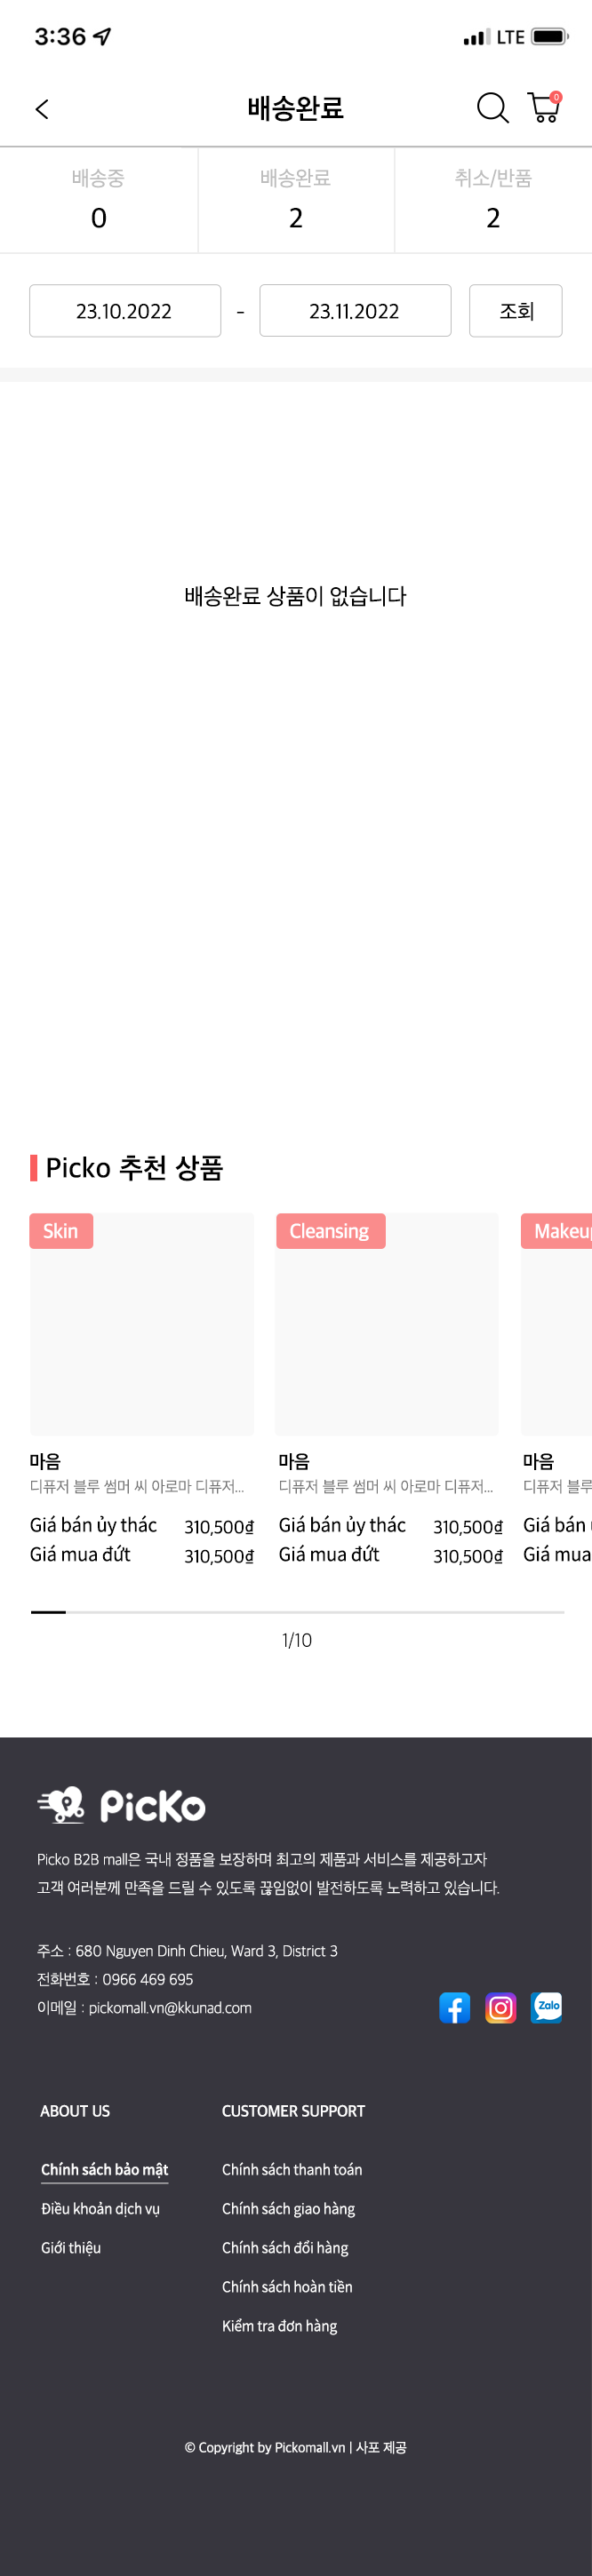 3:36 LTE
배송완료
0
배송중 배송완료 취소/반품
0 2 2
23.10.2022 - 23.11.2022 조회
배송완료 상품이 없습니다
Picko 추천 상품
Skin Cleansing Makeup
마음 마음 마음
디퓨저 블루 썸머 씨 아로마 디퓨저... 디퓨저 블루 썸머 씨 아로마 디퓨저... 디퓨저 블루
Giá bán ủy thác 310,500₫ Giá bán ủy thác 310,500₫ Giá bán
Giá mua đứt 310,500₫ Giá mua đứt 310,500₫ Giá mua
1/10
PicKo
Picko B2B mall은 국내 정품을 보장하며 최고의 제품과 서비스를 제공하고자
고객 여러분께 만족을 드릴 수 있도록 끊임없이 발전하도록 노력하고 있습니다.
주소 : 680 Nguyen Dinh Chieu, Ward 3, District 3
전화번호 : 0966 469 695
이메일 : pickomall.vn@kkunad.com
Zalo
ABOUT US CUSTOMER SUPPORT
Chính sách bảo mật Chính sách thanh toán
Điều khoản dịch vụ Chính sách giao hàng
Giới thiệu Chính sách đổi hàng
Chính sách hoàn tiền
Kiểm tra đơn hàng
© Copyright by Pickomall.vn | 사포 제공